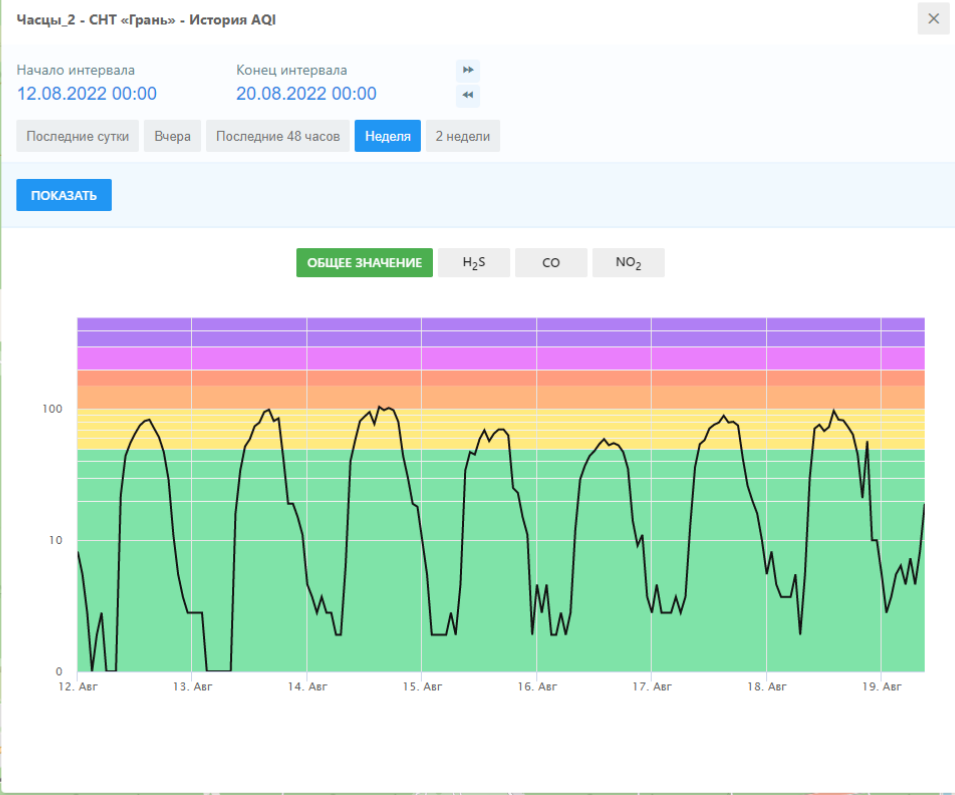 Часцы_2 - СНТ «Грань» - История AQI
Начало интервала
Конец интервала
12.08.2022 00:00
20.08.2022 00:00
Последние сутки
Вчера
Последние 48 часов
Неделя
2 недели
ПОКАЗАТЬ
ОБЩЕЕ ЗНАЧЕНИЕ
H2S
CO
NO2
100
10
0
12. Авг
13. Авг
14. Авг
15. Авг
16. Авг
17. Авг
18. Авг
19. Авг